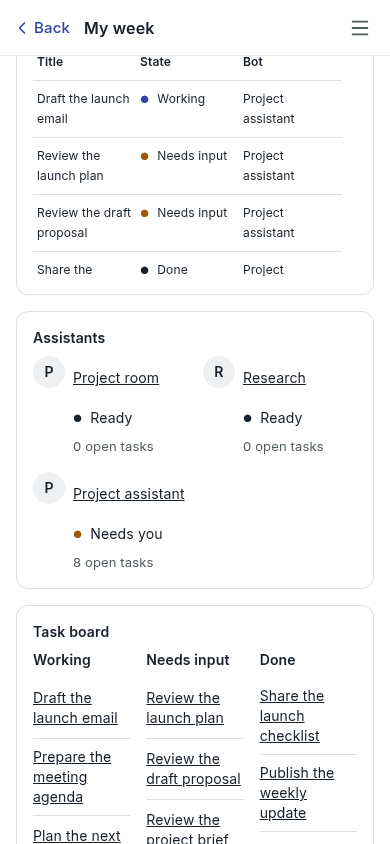 Back My week
Title State Bot
Draft the launch Working Project
email assistant
Review the Needs input Project
launch plan assistant
Review the draft Needs input Project
proposal assistant
Share the Done Project
Assistants
P Project room
Ready
0 open tasks
R Research
Ready
0 open tasks
P Project assistant
Needs you
8 open tasks
Task board
Working
Draft the
launch email
Prepare the
meeting
agenda
Plan the next
Needs input
Review the
launch plan
Review the
draft proposal
Review the
project brief
Done
Share the
launch
checklist
Publish the
weekly
update